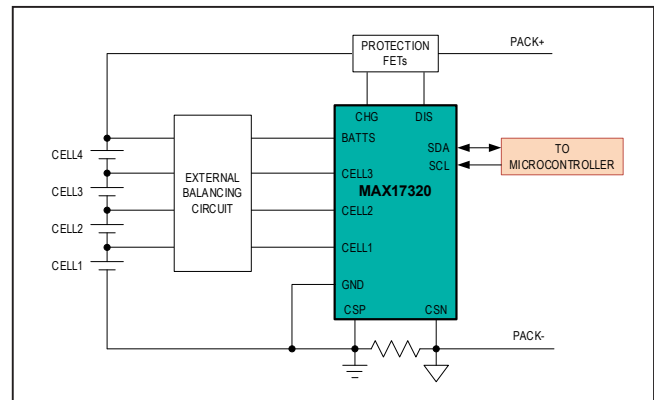 PROTECTION
FETs
PACK+
CHG
DIS
BATTS
CELL4
SDA
TO
MICROCONTROLLER
SCL
EXTERNAL
BALANCING
CIRCUIT
CELL3
CELL3
MAX17320
CELL2
CELL2
CELL1
CELL1
GND
CSP
CSN
PACK-